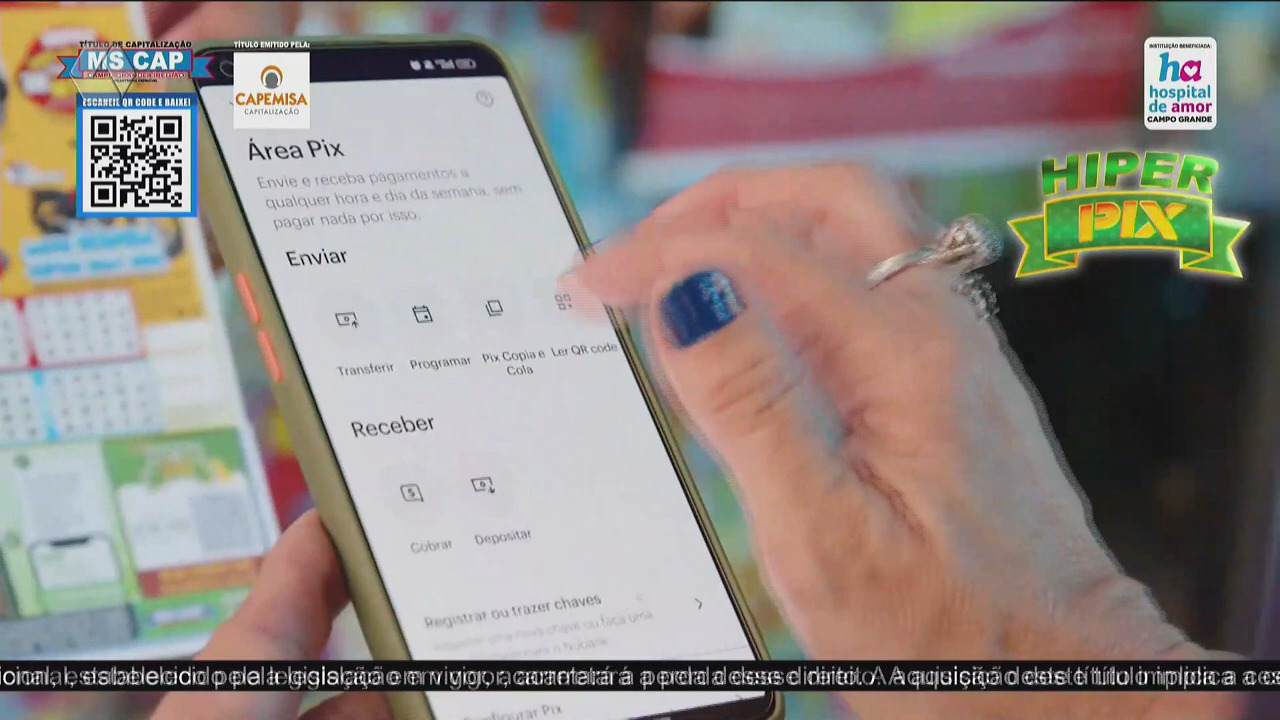 TÍTULO DE CAPITALIZAÇÃO
MS CAP
CAMPO GRANDE E REGIÃO
ESCANEIE QR CODE E BAIXE!
TÍTULO EMITIDO PELA:
CAPEMISA
CAPITALIZAÇÃO
INSTITUIÇÃO BENEFICIADA:
ha
hospital
de amor
CAMPO GRANDE
HIPER
PIX
Área Pix
Envie e receba pagamentos a
qualquer hora e dia da semana, sem
pagar nada por isso.
Enviar
Transferir
Programar
Pix Copia e
Cola
Ler QR code
Receber
Cobrar
Depositar
Registrar ou trazer chaves
Configurar Pix
estabelecido pela legislação em vigor, acarretará a perda desse direito. A aquisição deste título implica a